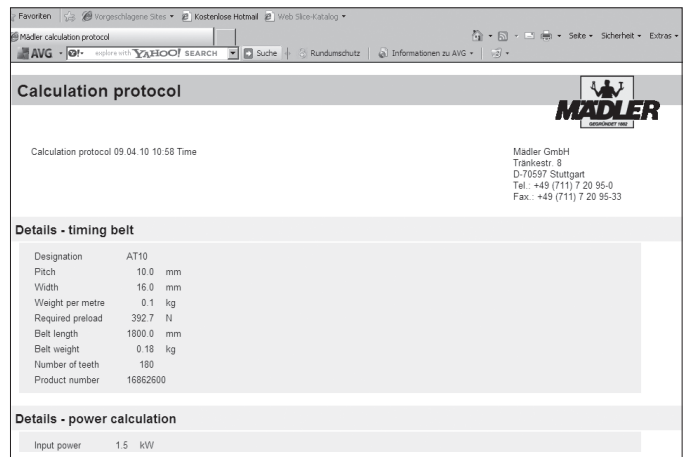 Favoriten Vorgeschlagene Sites Kostenlose Hotmail Web Slice-Katalog
Mädler calculation protocol Seite Sicherheit Extras
AVG explore with YAHOO! SEARCH Suche Rundumschutz Informationen zu AVG
Calculation protocol
MÄDLER
GEGRÜNDET 1882
Calculation protocol 09.04.10 10:58 Time
Mädler GmbH
Tränkestr. 8
D-70597 Stuttgart
Tel.: +49 (711) 7 20 95-0
Fax.: +49 (711) 7 20 95-33
Details - timing belt
Designation AT10
Pitch 10.0 mm
Width 16.0 mm
Weight per metre 0.1 kg
Required preload 392.7 N
Belt length 1800.0 mm
Belt weight 0.18 kg
Number of teeth 180
Product number 16862600
Details - power calculation
Input power 1.5 kW